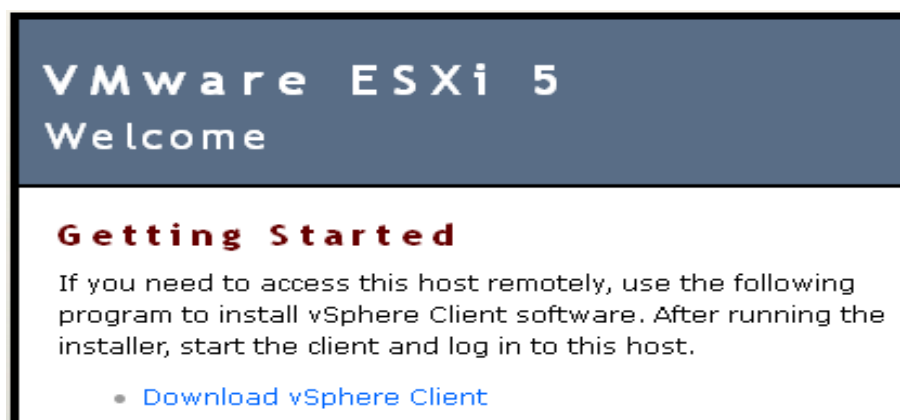 VMware ESXi 5
Welcome
Getting Started
If you need to access this host remotely, use the following
program to install vSphere Client software. After running the
installer, start the client and log in to this host.
Download vSphere Client